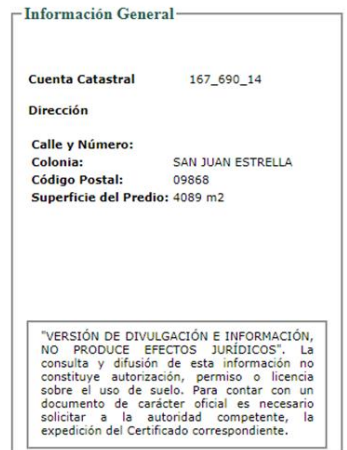 Información General
Cuenta Catastral 167_690_14
Dirección
Calle y Número:
Colonia: SAN JUAN ESTRELLA
Código Postal: 09868
Superficie del Predio: 4089 m2
"VERSIÓN DE DIVULGACIÓN E INFORMACIÓN,
NO PRODUCE EFECTOS JURÍDICOS". La
consulta y difusión de esta información no
constituye autorización, permiso o licencia
sobre el uso de suelo. Para contar con un
documento de carácter oficial es necesario
solicitar a la autoridad competente, la
expedición del Certificado correspondiente.